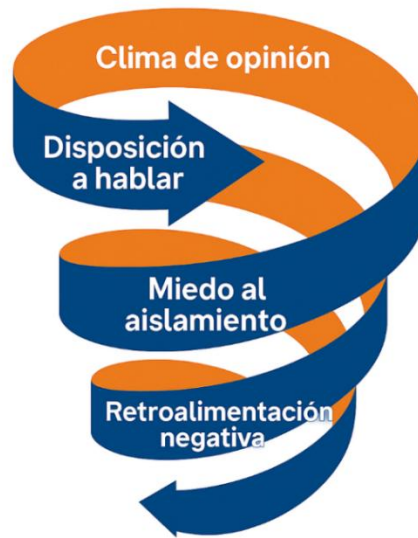 Clima de opinión
Disposición
a hablar
Miedo al
aislamiento
Retroalimentación
negativa